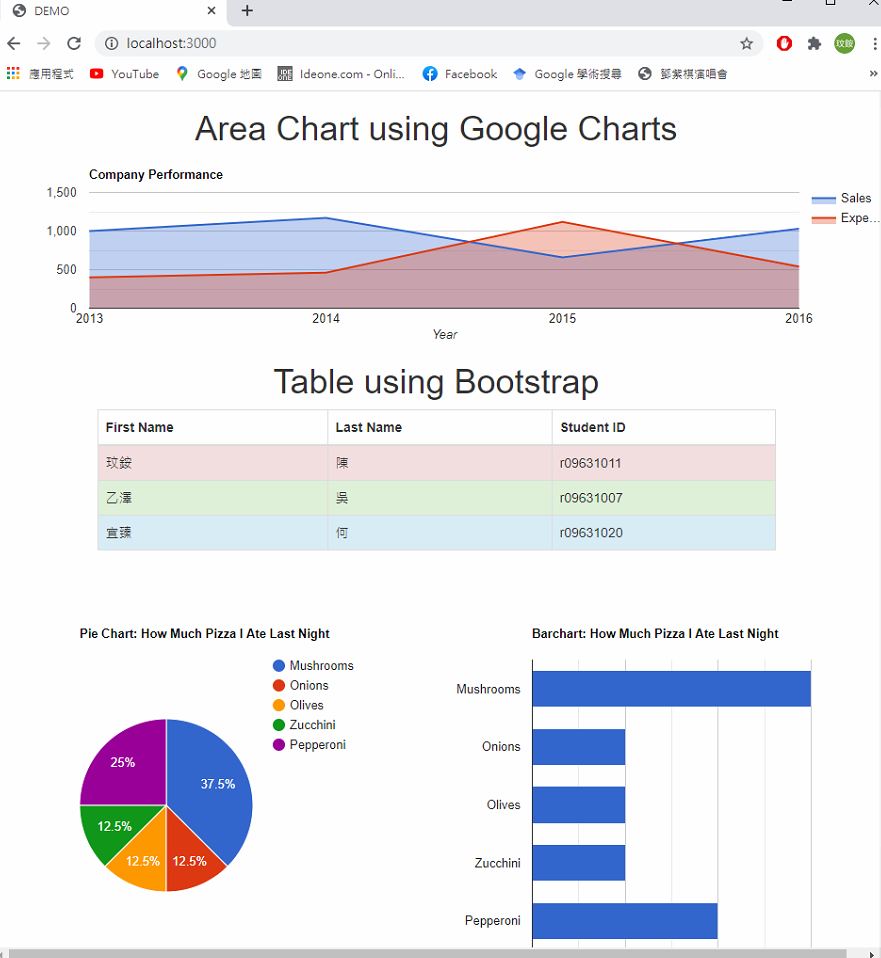 DEMO
localhost:3000
玟銨
應用程式 YouTube Google 地圖 Ideone.com - Onli... Facebook Google 學術搜尋 鄧紫棋演唱會
Area Chart using Google Charts
Company Performance
1,500
1,000
500
0
2013 2014 2015 2016
Year
Sales
Expe...
Table using Bootstrap
First Name Last Name Student ID
玟銨 陳 r09631011
乙澤 吳 r09631007
宣臻 何 r09631020
Pie Chart: How Much Pizza I Ate Last Night
Mushrooms
Onions
Olives
Zucchini
Pepperoni
25%
37.5%
12.5%
12.5%
12.5%
Barchart: How Much Pizza I Ate Last Night
Mushrooms
Onions
Olives
Zucchini
Pepperoni